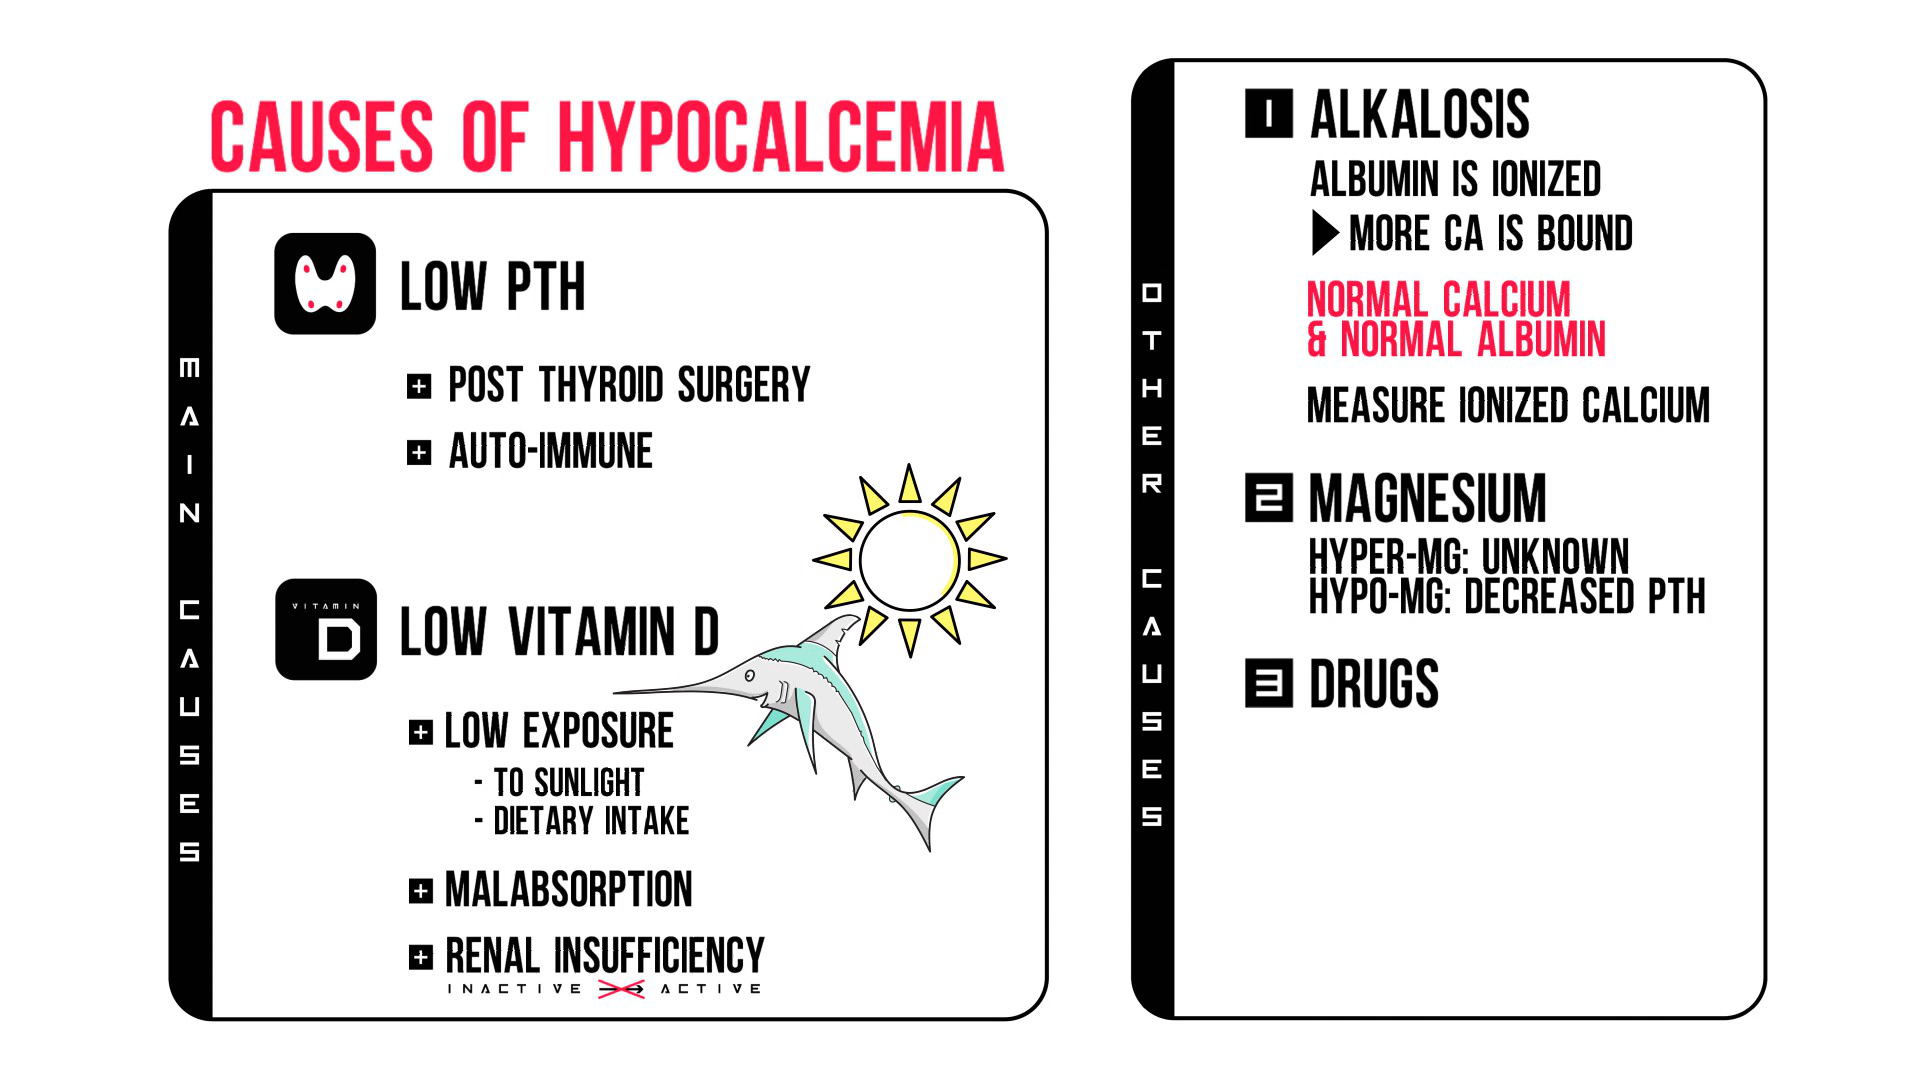 CAUSES OF HYPOCALCEMIA
MAIN CAUSES
LOW PTH
POST THYROID SURGERY
AUTO-IMMUNE
VITAMIN
D
LOW VITAMIN D
LOW EXPOSURE
- TO SUNLIGHT
- DIETARY INTAKE
MALABSORPTION
RENAL INSUFFICIENCY
INACTIVE ACTIVE
OTHER CAUSES
1 ALKALOSIS
ALBUMIN IS IONIZED
MORE CA IS BOUND
NORMAL CALCIUM
& NORMAL ALBUMIN
MEASURE IONIZED CALCIUM
2 MAGNESIUM
HYPER-MG: UNKNOWN
HYPO-MG: DECREASED PTH
3 DRUGS